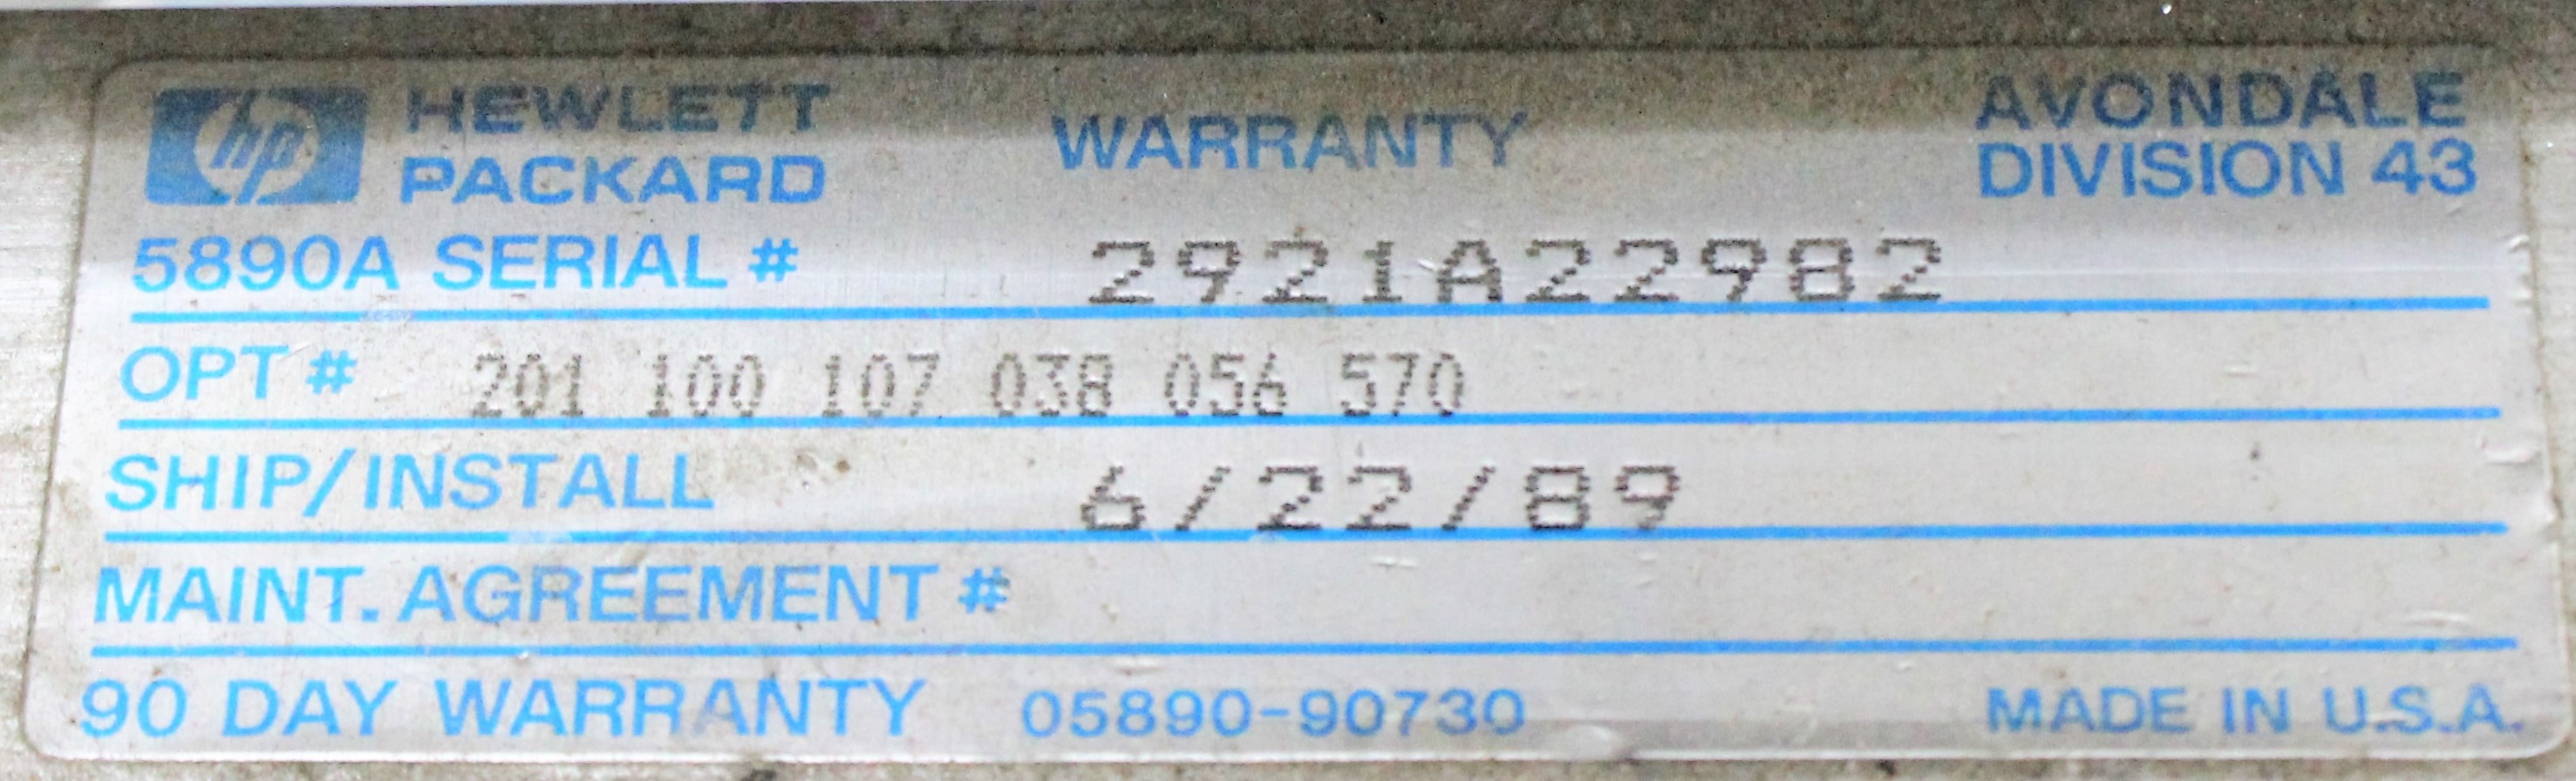 hp HEWLETT PACKARD WARRANTY AVONDALE DIVISION 43
5890A SERIAL # 2921A22982
OPT # 201 100 107 038 056 570
SHIP/INSTALL 6/22/89
MAINT. AGREEMENT #
90 DAY WARRANTY 05890-90730 MADE IN U.S.A.